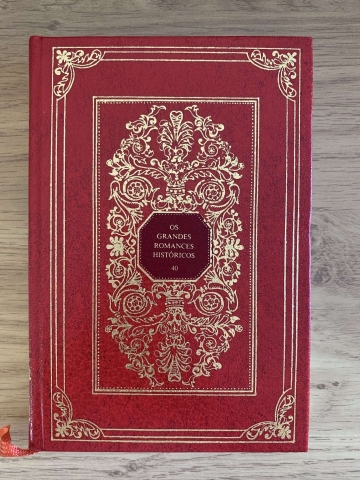 OS
GRANDES
ROMANCES
HISTÓRICOS
40